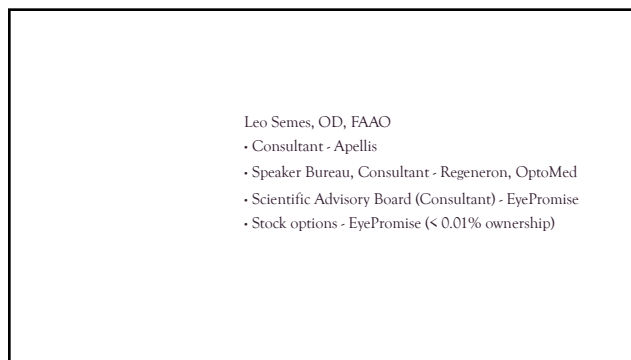 Leo Semes, OD, FAAO
• Consultant - Apellis
• Speaker Bureau, Consultant - Regeneron, OptoMed
• Scientific Advisory Board (Consultant) - EyePromise
• Stock options - EyePromise (< 0.01% ownership)